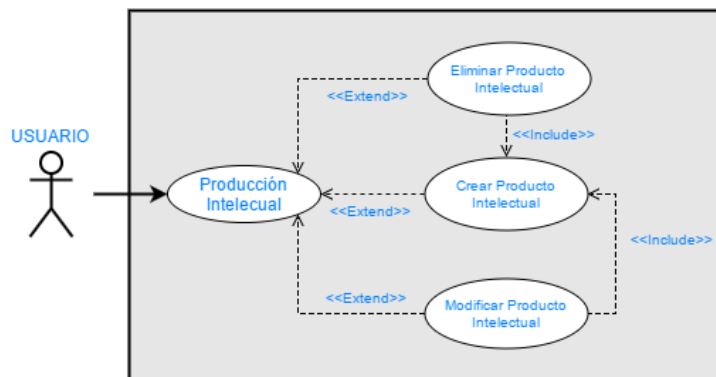 Eliminar Producto
Intelectual
<<Extend>>
<<Include>>
USUARIO
Producción
Intelecual
Crear Producto
Intelectual
<<Extend>>
<<Include>>
<<Extend>>
Modificar Producto
Intelectual